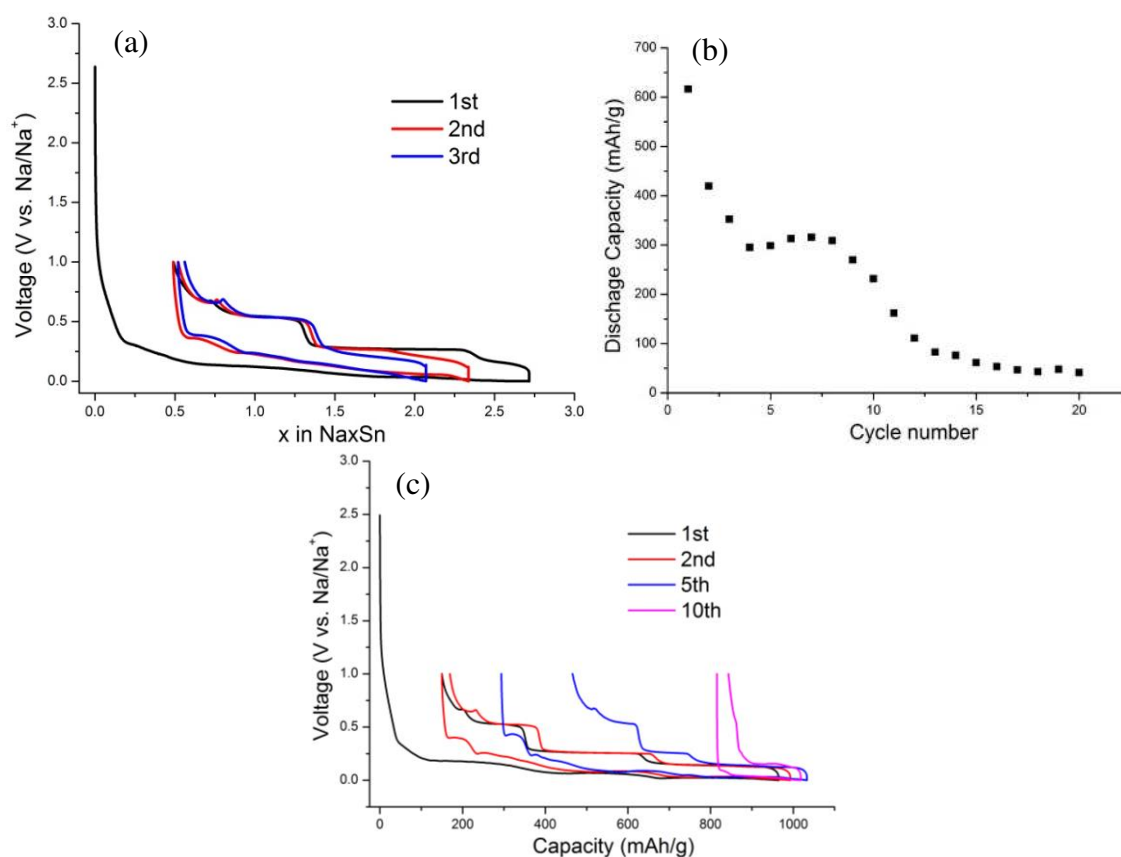 (a)
3.0
2.5
2.0
1.5
1.0
0.5
0.0
Voltage (V vs. Na/Na⁺)
1st
2nd
3rd
0.0 0.5 1.0 1.5 2.0 2.5 3.0
x in NaxSn
(b)
700
600
500
400
300
200
100
0
Dischage Capacity (mAh/g)
0 5 10 15 20
Cycle number
(c)
3.0
2.5
2.0
1.5
1.0
0.5
0.0
Voltage (V vs. Na/Na⁺)
1st
2nd
5th
10th
0 200 400 600 800 1000
Capacity (mAh/g)